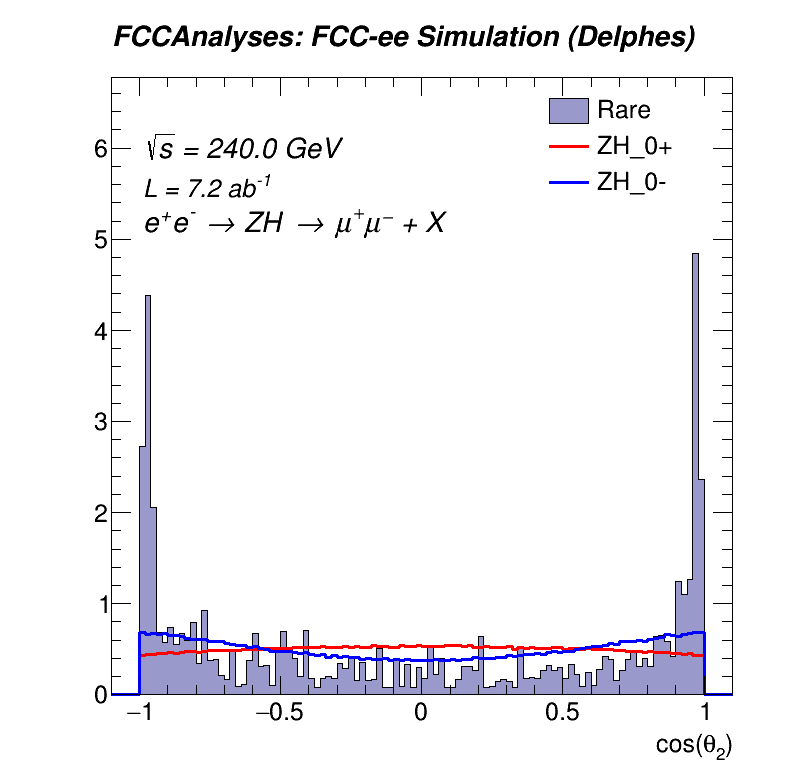 FCCAnalyses: FCC-ee Simulation (Delphes)
√s = 240.0 GeV
L = 7.2 ab⁻¹
e⁺e⁻ → ZH → μ⁺μ⁻ + X
Rare
ZH_0+
ZH_0-
6
5
4
3
2
1
0
−1
−0.5
0
0.5
1
cos(θ₂)